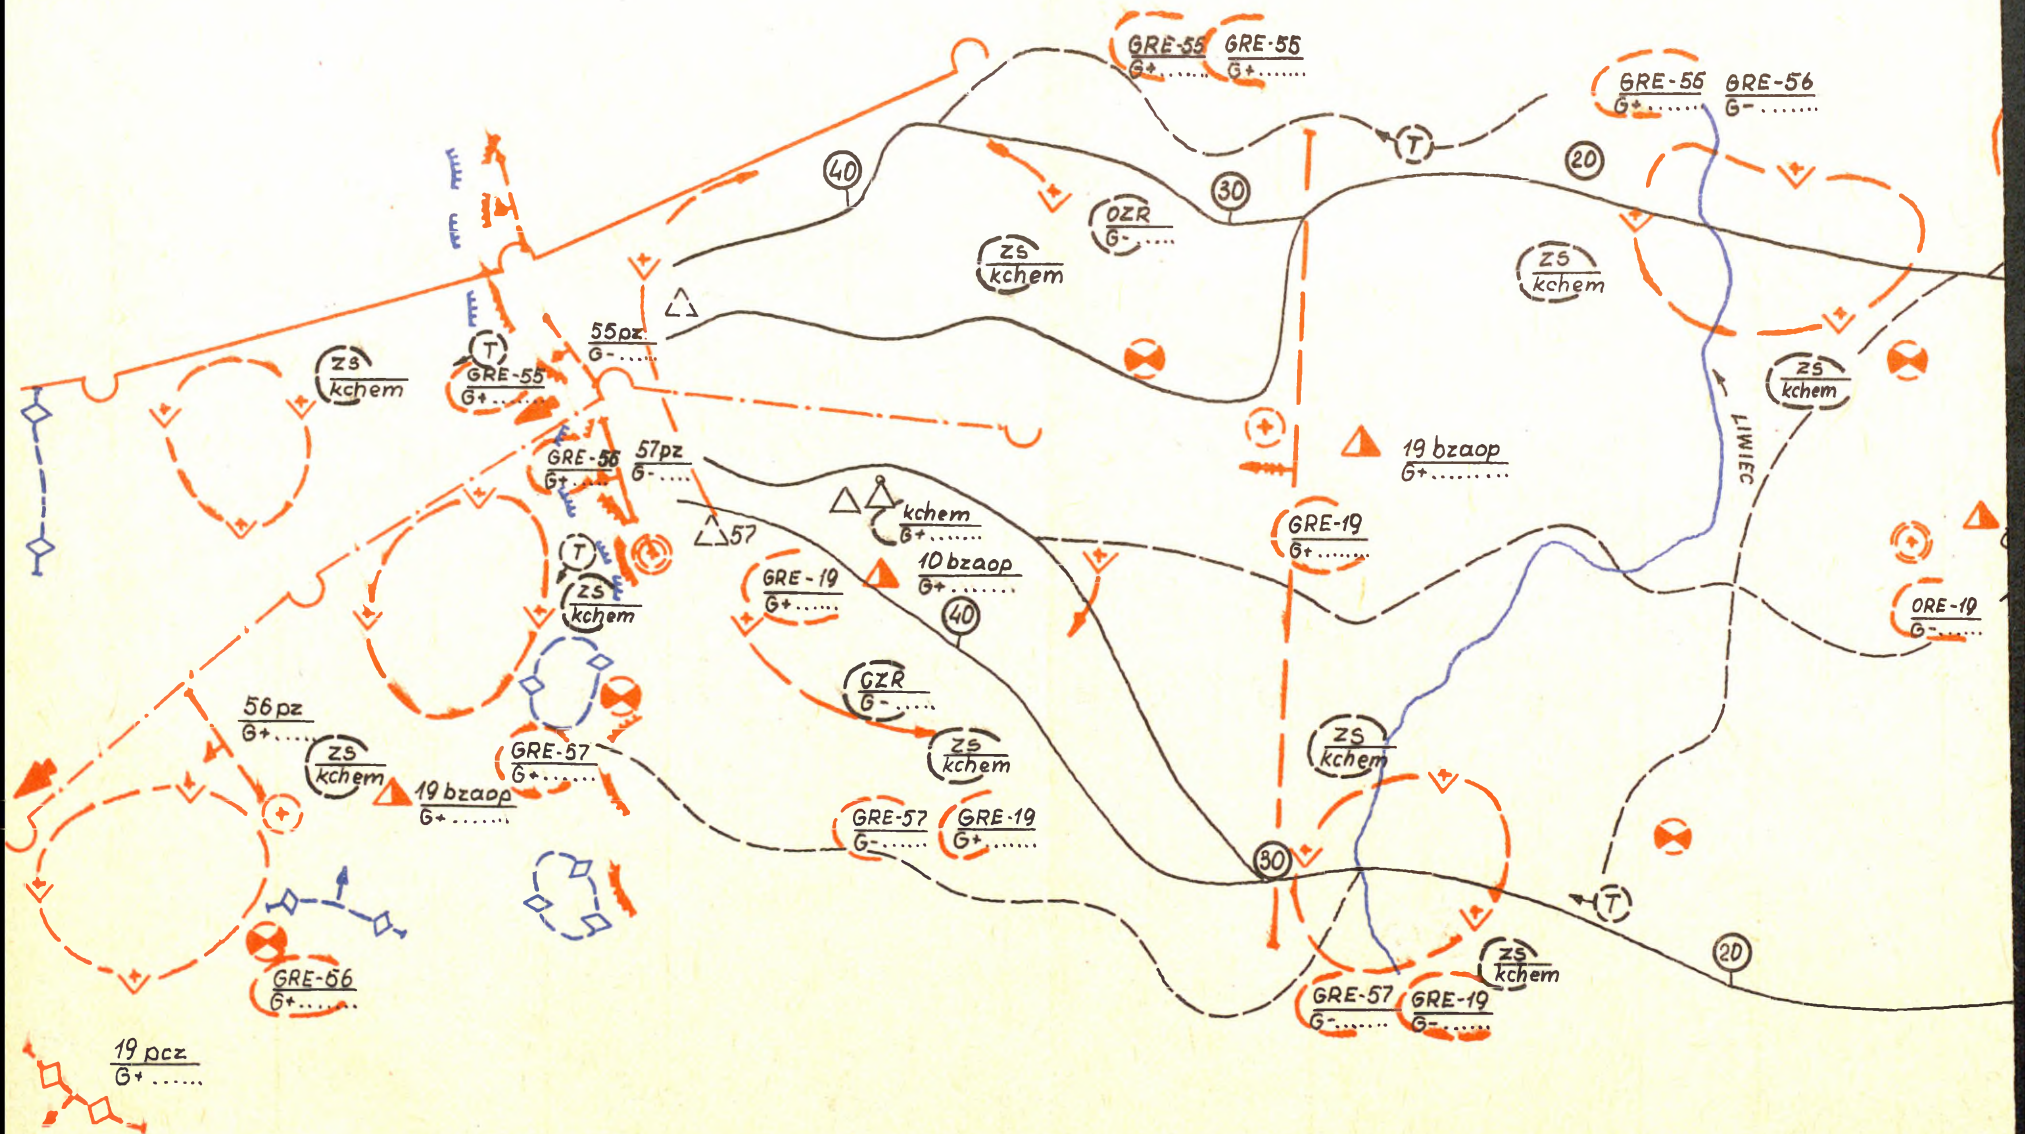 GRE-55
G+.......
GRE-55
G+.......
GRE-55
G+.......
GRE-56
G-.......
T
40
30
20
OZR
G-.....
ZS
kchem
ZS
kchem
55pz
G-......
T
GRE-55
G+.......
ZS
kchem
ZS
kchem
LIWIEC
19 bzaop
G+.........
57pz
G-......
G+.....
kchem
G+.......
57
GRE-19
G+........
T
ZS
kchem
GRE-19
G+......
10 bzaop
G+........
40
ORE-19
G-......
G-.....
56pz
G+.....
ZS
kchem
19 bzaop
G+.......
GRE-57
G+.......
ZS
kchem
ZS
kchem
GRE-57
G-......
GRE-19
G+.......
30
T
20
ZS
kchem
GRE-56
G+.......
GRE-57
G-.......
GRE-19
G-.......
19 pcz
G+......